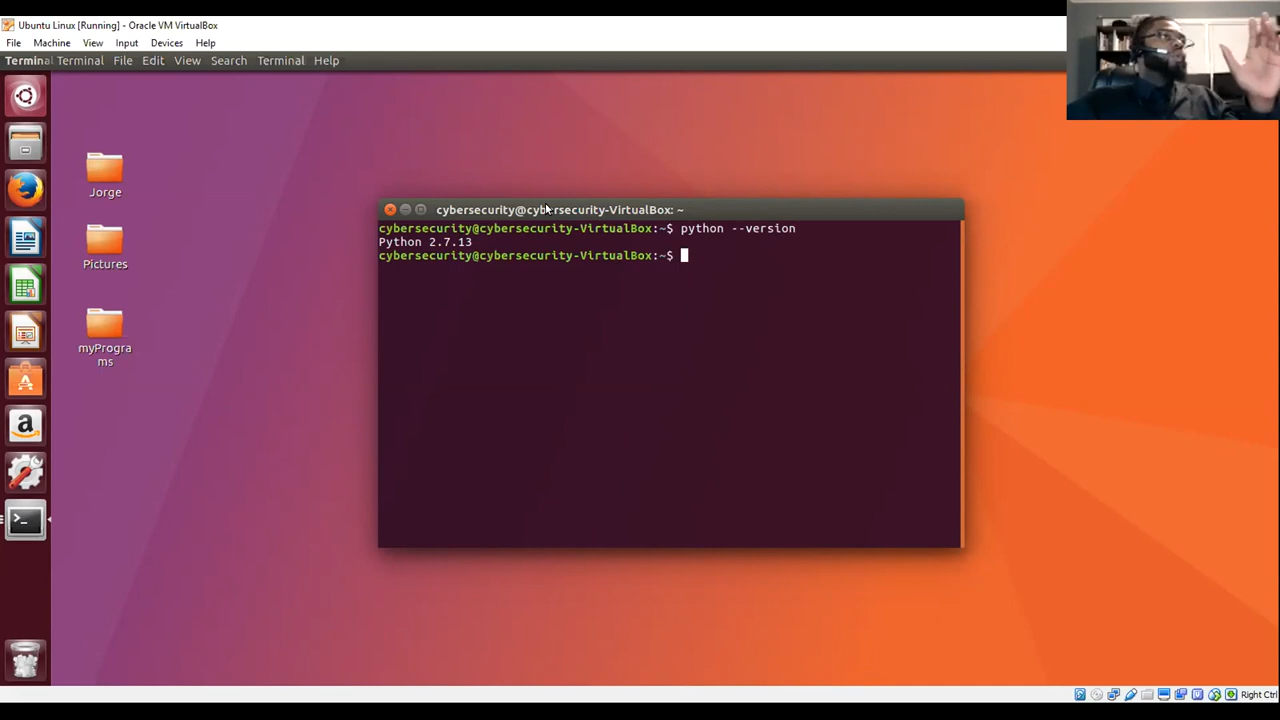 Ubuntu Linux [Running] - Oracle VM VirtualBox
File Machine View Input Devices Help
Terminal Terminal File Edit View Search Terminal Help
Jorge
Pictures
myProgra
ms
cybersecurity@cybersecurity-VirtualBox: ~
cybersecurity@cybersecurity-VirtualBox:~$ python --version
Python 2.7.13
cybersecurity@cybersecurity-VirtualBox:~$
Right Ctrl